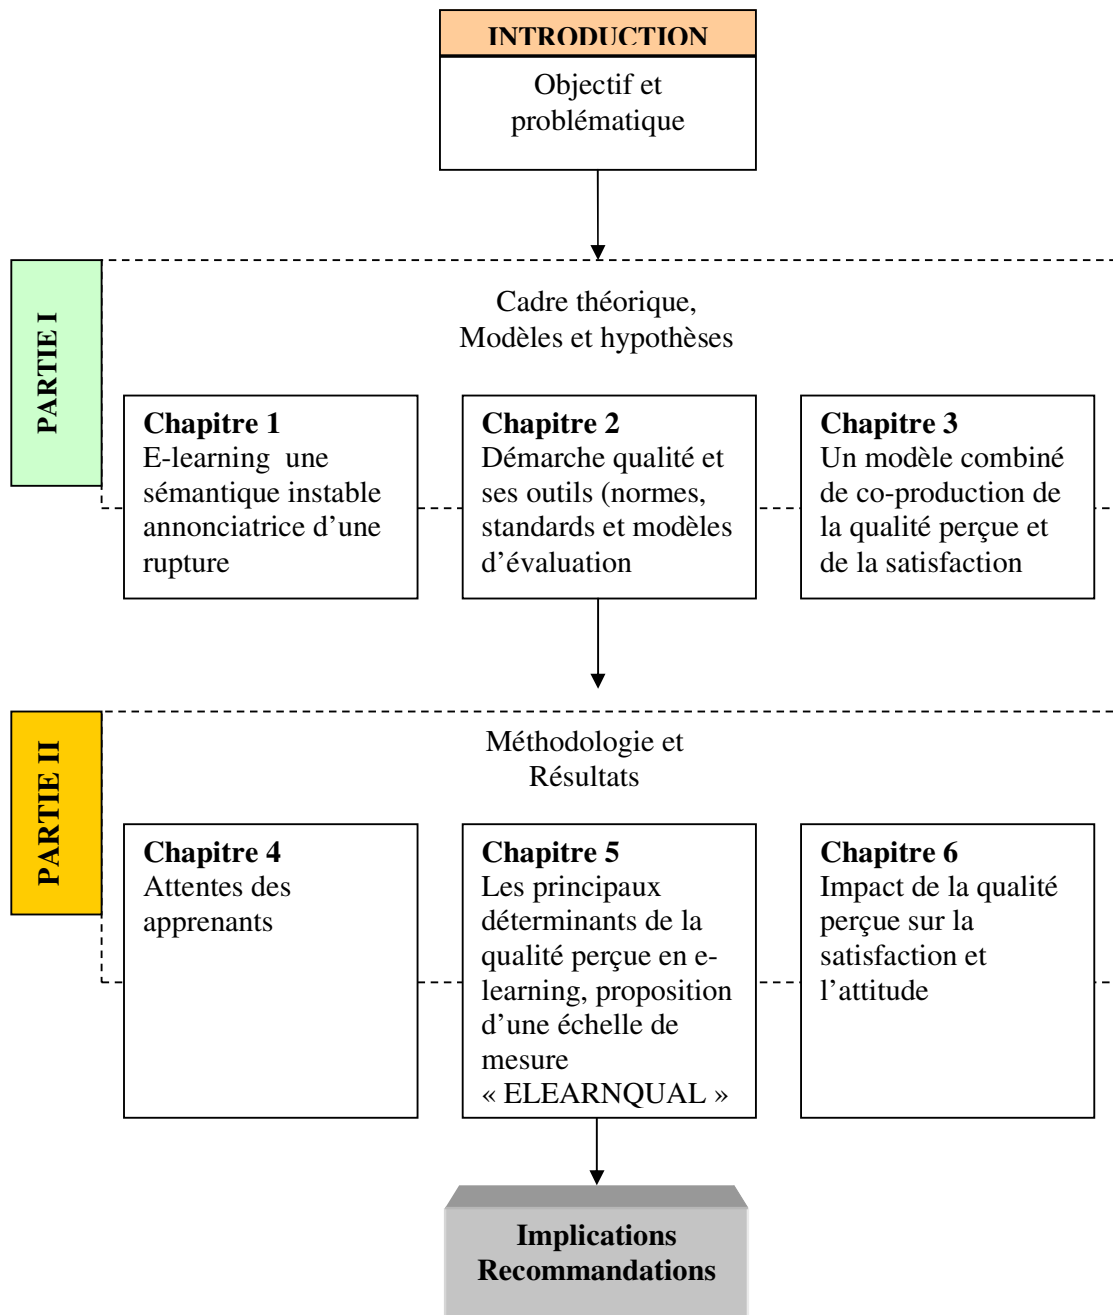 INTRODUCTION
Objectif et
problématique
PARTIE I
Cadre théorique,
Modèles et hypothèses
Chapitre 1
E-learning une
sémantique instable
annonciatrice d’une
rupture
Chapitre 2
Démarche qualité et
ses outils (normes,
standards et modèles
d’évaluation
Chapitre 3
Un modèle combiné
de co-production de
la qualité perçue et
de la satisfaction
PARTIE II
Méthodologie et
Résultats
Chapitre 4
Attentes des
apprenants
Chapitre 5
Les principaux
déterminants de la
qualité perçue en e-
learning, proposition
d’une échelle de
mesure
« ELEARNQUAL »
Chapitre 6
Impact de la qualité
perçue sur la
satisfaction et
l’attitude
Implications
Recommandations